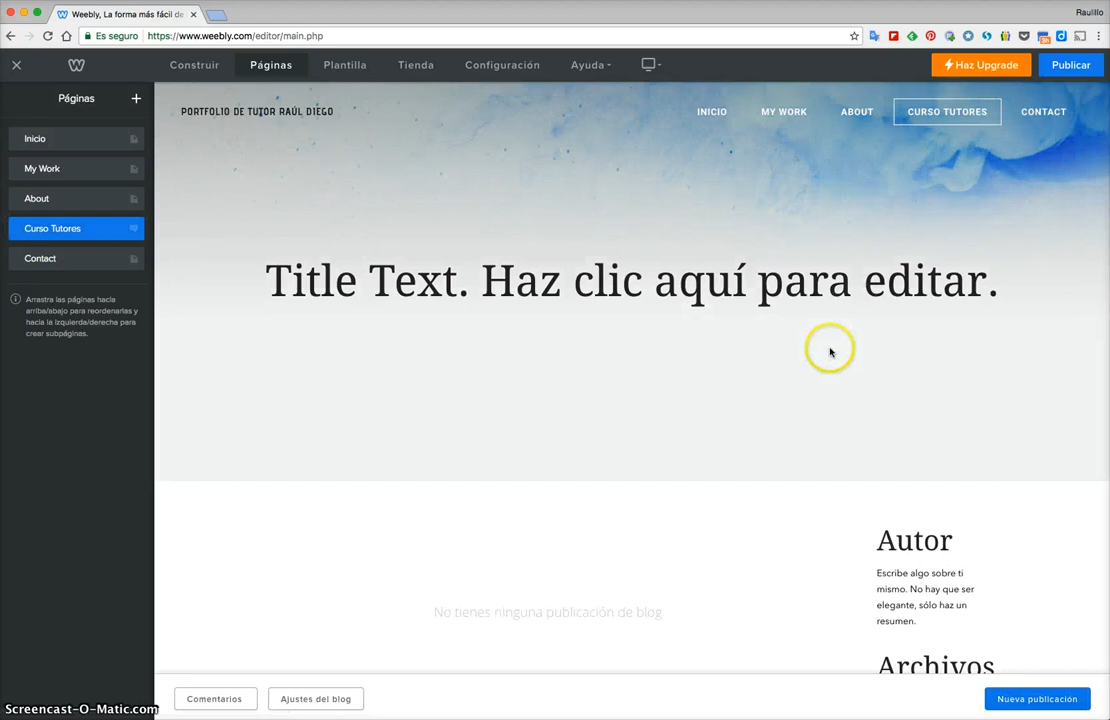 Weebly, La forma más fácil de
Raulillo
Es seguro
https://www.weebly.com/editor/main.php
Construir
Páginas
Plantilla
Tienda
Configuración
Ayuda
Haz Upgrade
Publicar
Páginas
Inicio
My Work
About
Curso Tutores
Contact
Arrastra las páginas hacia
arriba/abajo para reordenarlas y
hacia la izquierda/derecha para
crear subpáginas.
PORTFOLIO DE TUTOR RAÚL DIEGO
INICIO
MY WORK
ABOUT
CURSO TUTORES
CONTACT
Title Text. Haz clic aquí para editar.
No tienes ninguna publicación de blog
Autor
Escribe algo sobre ti
mismo. No hay que ser
elegante, sólo haz un
resumen.
Archivos
Comentarios
Ajustes del blog
Nueva publicación
Screencast-O-Matic.com